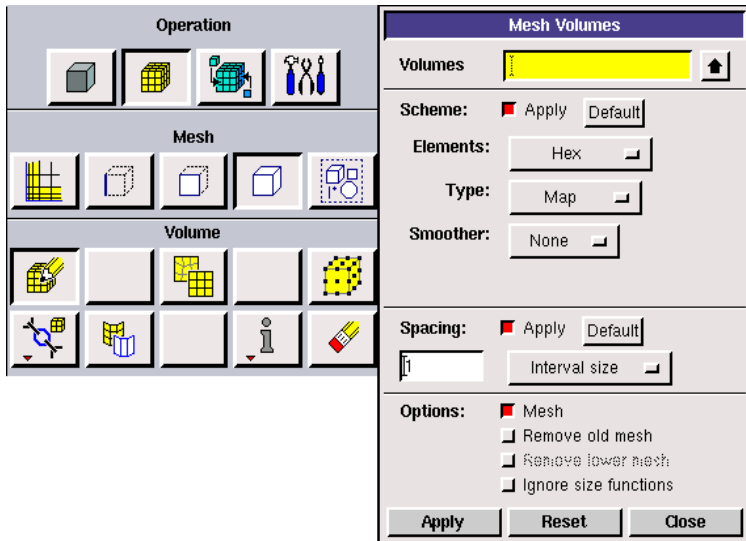 Operation
Mesh
Volume
Mesh Volumes
Volumes
Scheme: Apply Default
Elements: Hex
Type: Map
Smoother: None
Spacing: Apply Default
1 Interval size
Options: Mesh
Remove old mesh
Remove lower mesh
Ignore size functions
Apply Reset Close